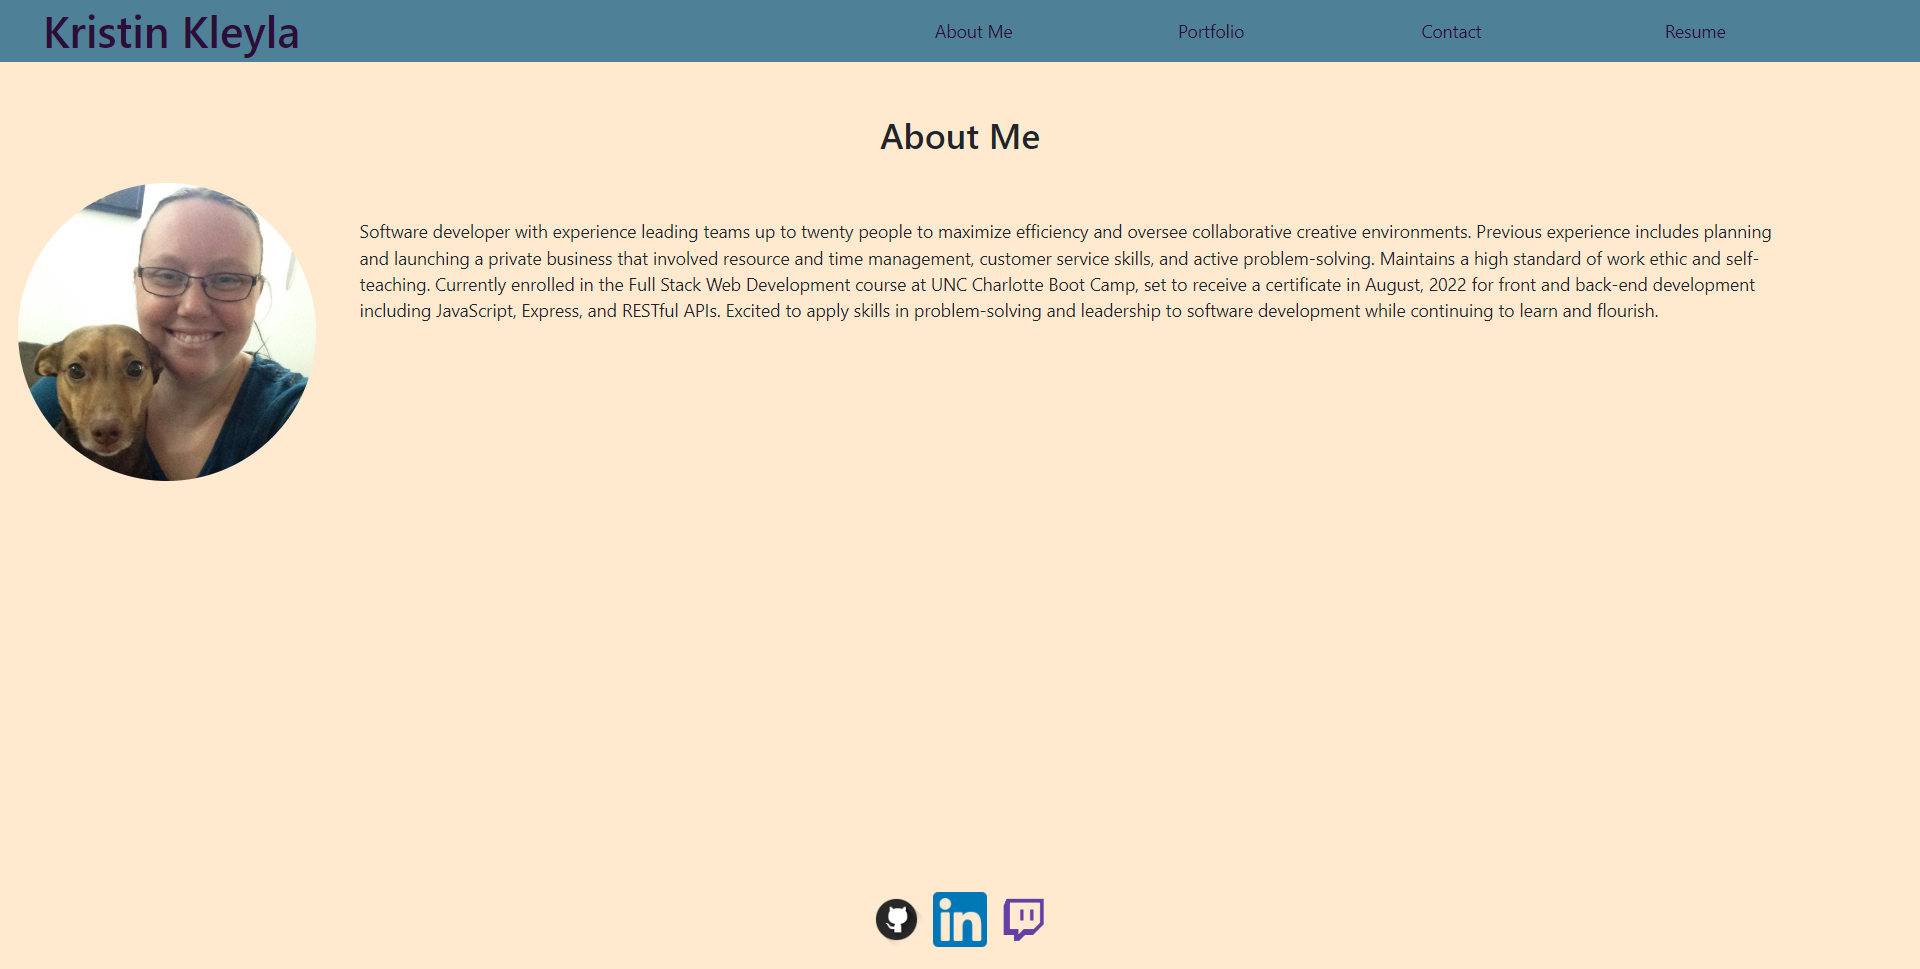 Kristin Kleyla
About Me
Portfolio
Contact
Resume
About Me
Software developer with experience leading teams up to twenty people to maximize efficiency and oversee collaborative creative environments. Previous experience includes planning
and launching a private business that involved resource and time management, customer service skills, and active problem-solving. Maintains a high standard of work ethic and self-
teaching. Currently enrolled in the Full Stack Web Development course at UNC Charlotte Boot Camp, set to receive a certificate in August, 2022 for front and back-end development
including JavaScript, Express, and RESTful APIs. Excited to apply skills in problem-solving and leadership to software development while continuing to learn and flourish.
in